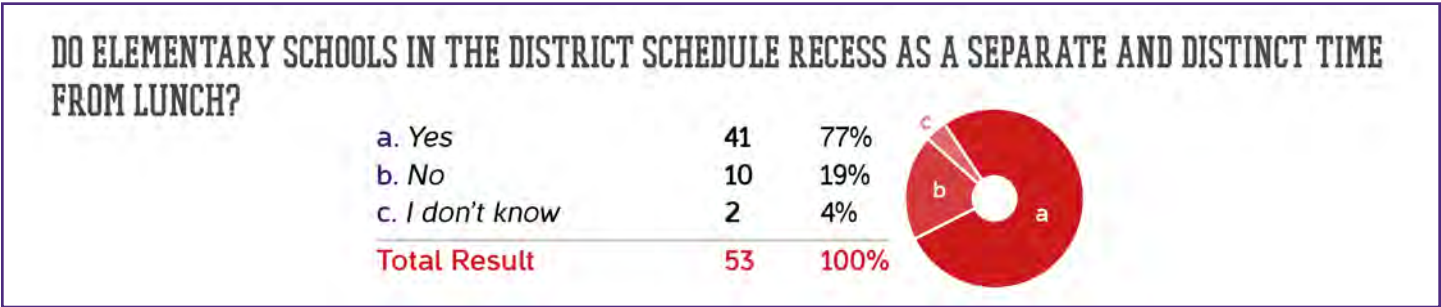 DO ELEMENTARY SCHOOLS IN THE DISTRICT SCHEDULE RECESS AS A SEPARATE AND DISTINCT TIME
FROM LUNCH?
a. Yes 41 77%
b. No 10 19%
c. I don't know 2 4%
Total Result 53 100%
c
b
a